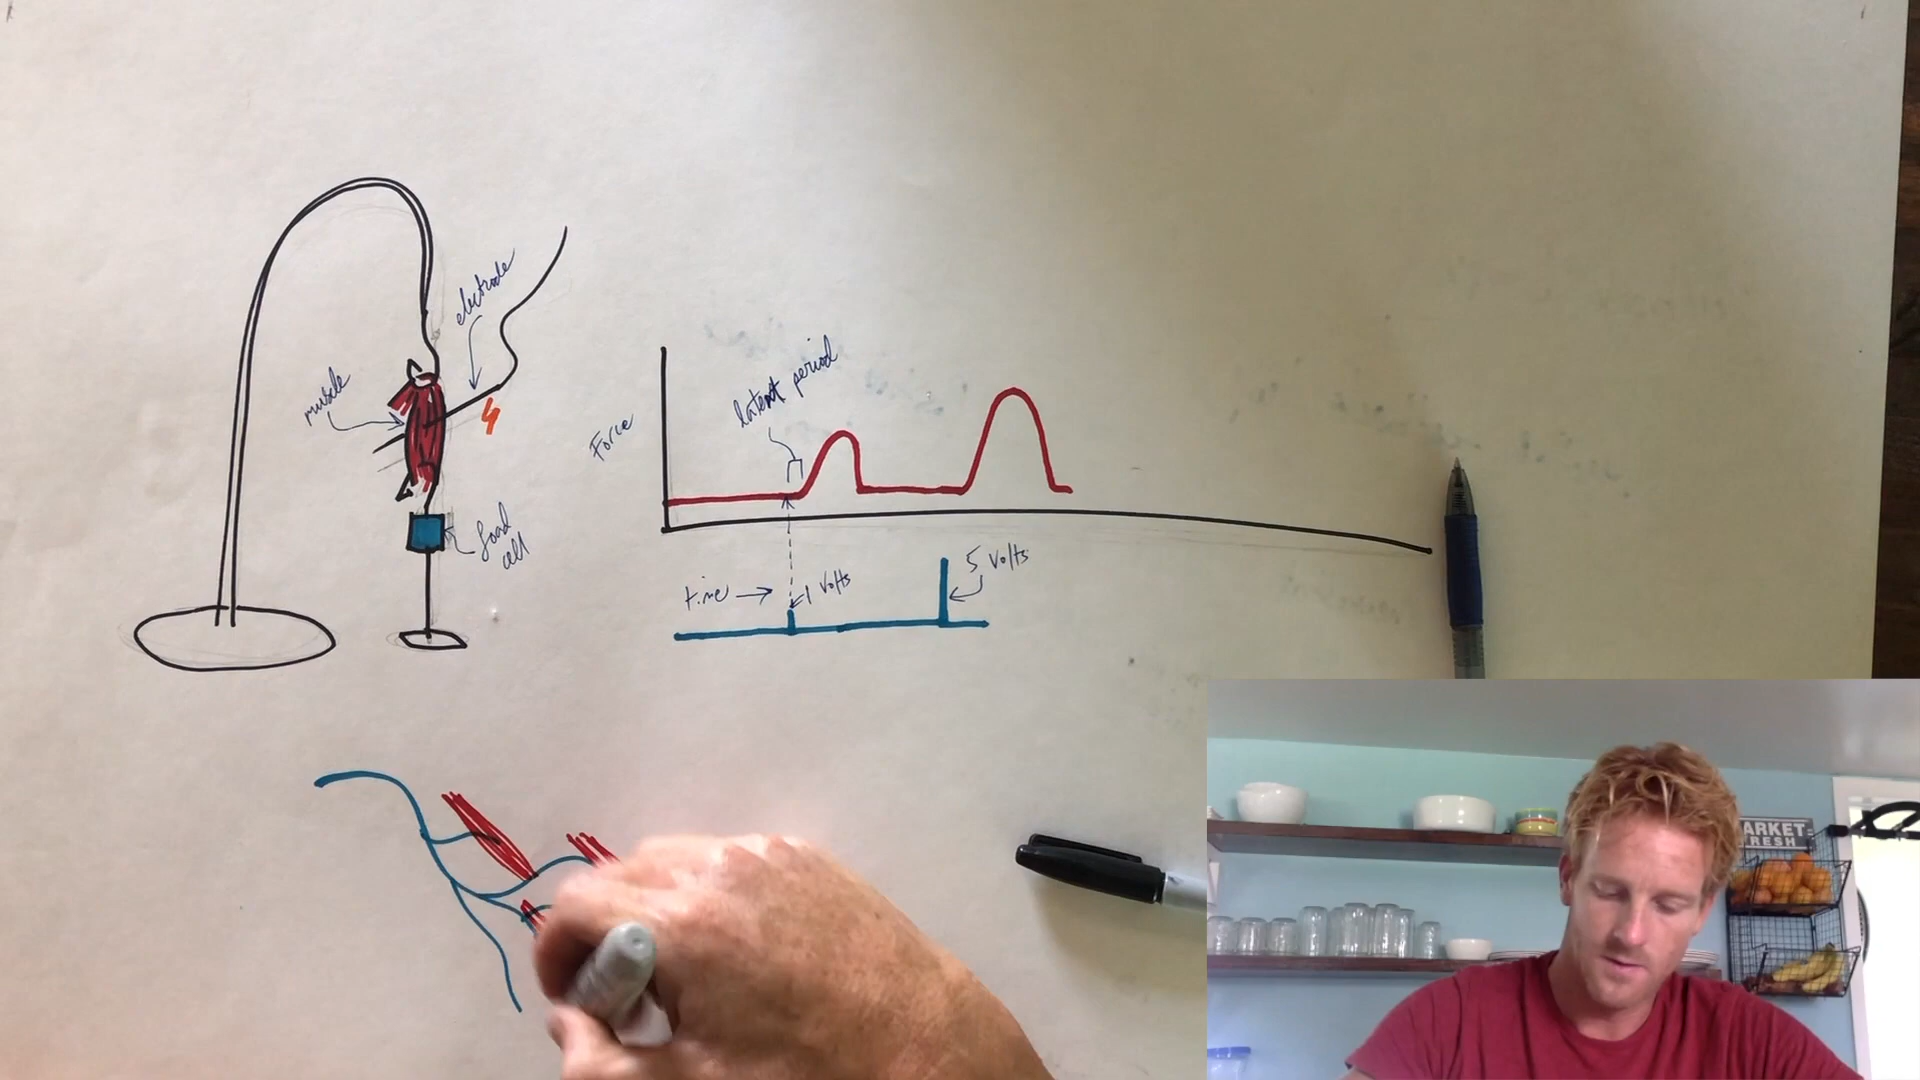 electrode
muscle
load
cell
Force
latent period
time
1 Volts
5 Volts
MARKET
FRESH